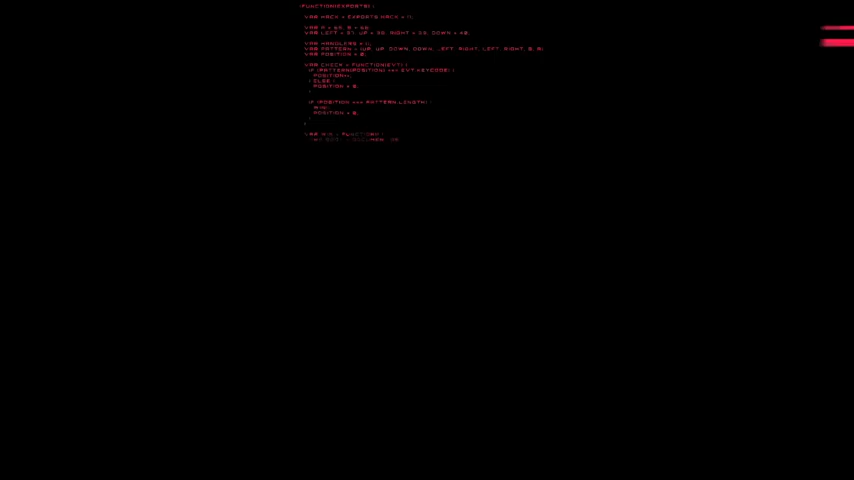 (FUNCTION(EXPORTS) {
VAR HACK = EXPORTS.HACK = {};
VAR A = 65, B = 66;
VAR LEFT = 37, UP = 38, RIGHT = 39, DOWN = 40,
VAR HANDLERS = [];
VAR PATTERN = [UP, UP, DOWN, DOWN, LEFT, RIGHT, LEFT, RIGHT, B, A]
VAR POSITION = 0;
VAR CHECK = FUNCTION(EVT) {
IF (PATTERN[POSITION] === EVT.KEYCODE) {
POSITION++;
} ELSE {
POSITION = 0;
}
IF (POSITION === PATTERN.LENGTH) {
WIN();
POSITION = 0;
}
}
VAR WIN = FUNCTION()